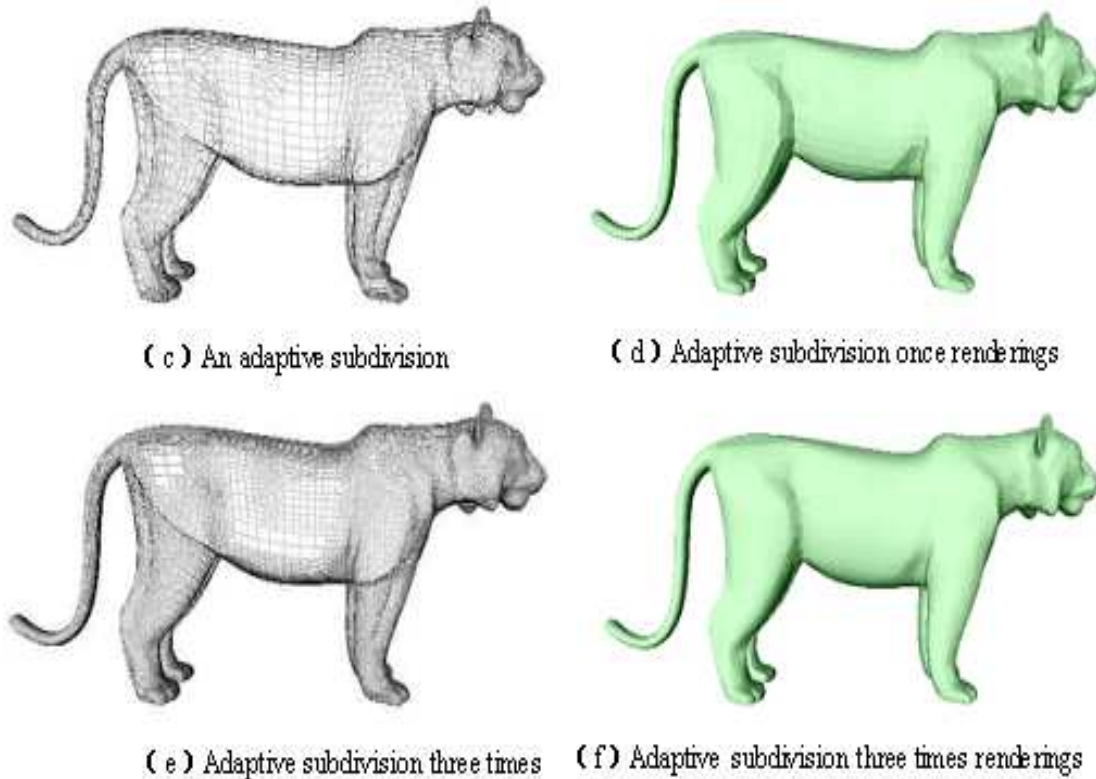 ( c ) An adaptive subdivision
( d ) Adaptive subdivision once renderings
( e ) Adaptive subdivision three times
( f ) Adaptive subdivision three times renderings